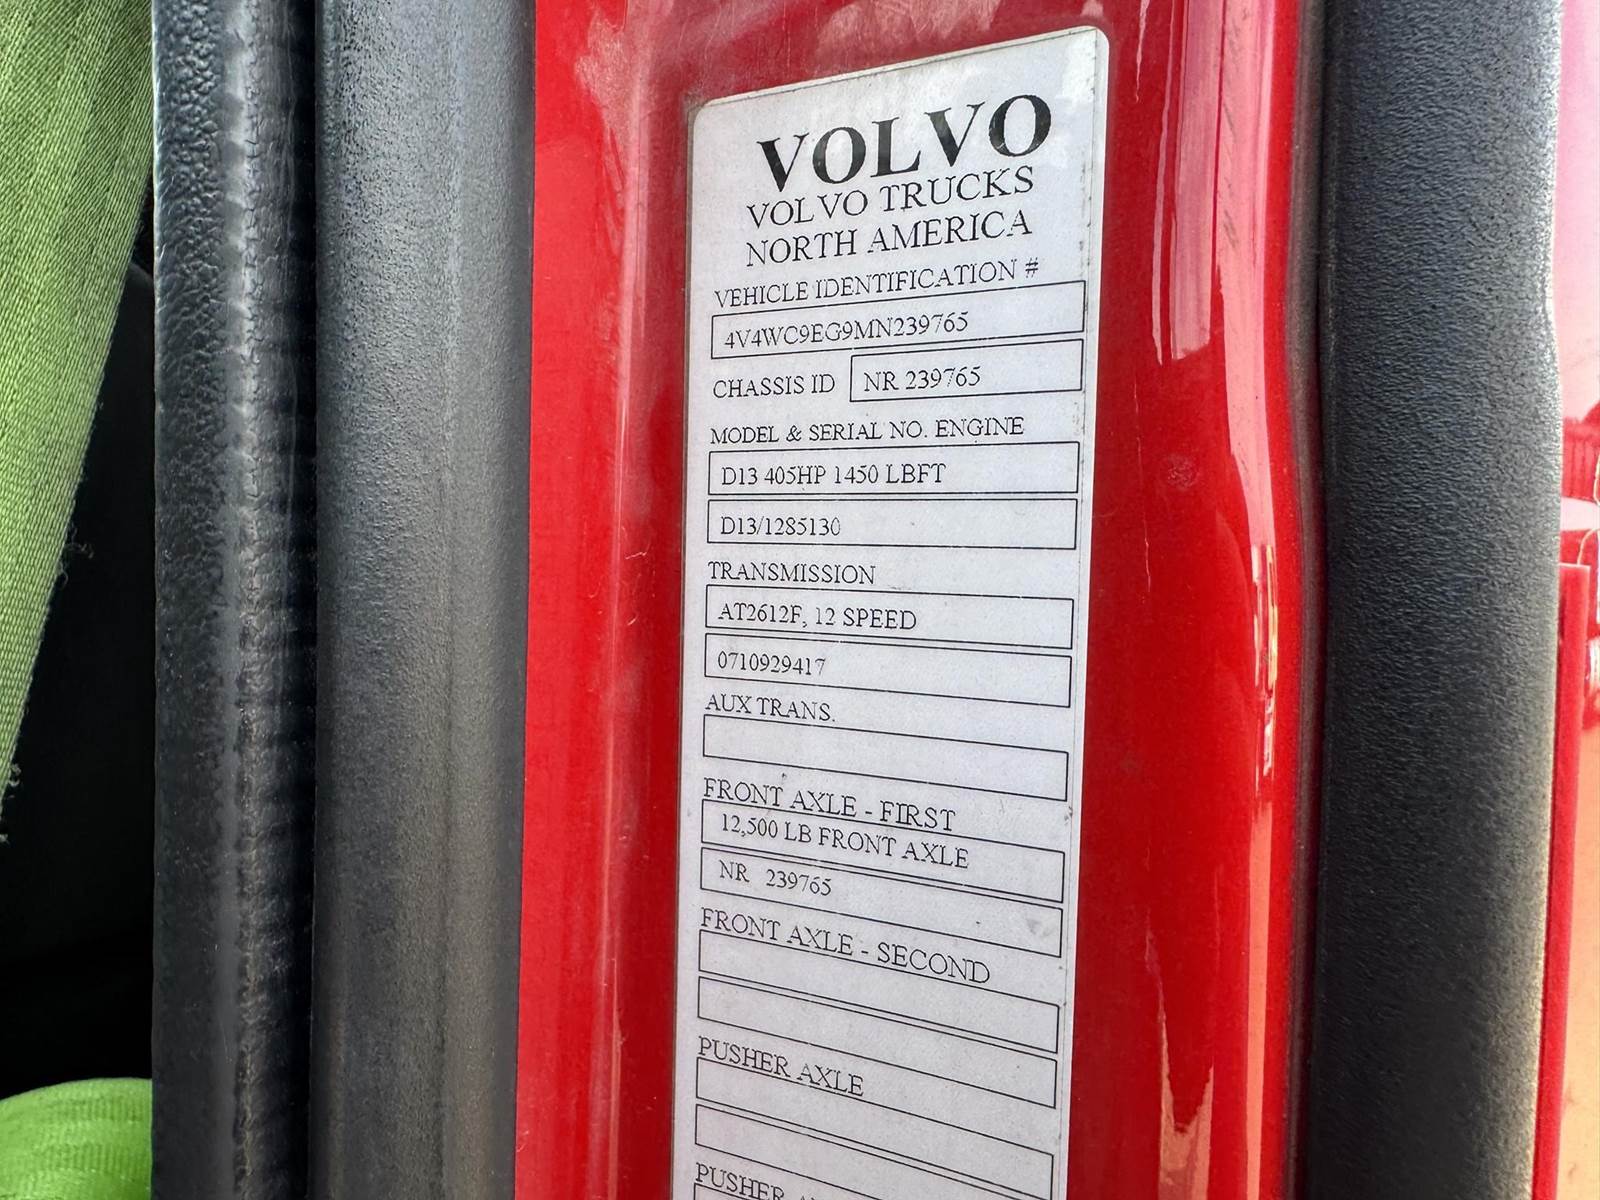 VOLVO
VOLVO TRUCKS
NORTH AMERICA
VEHICLE IDENTIFICATION #
4V4WC9EG9MN239765
CHASSIS ID NR 239765
MODEL & SERIAL NO. ENGINE
D13 405HP 1450 LBFT
D13/1285130
TRANSMISSION
AT2612F, 12 SPEED
0710929417
AUX TRANS.
FRONT AXLE - FIRST
12,500 LB FRONT AXLE
NR 239765
FRONT AXLE - SECOND
PUSHER AXLE
PUSHER